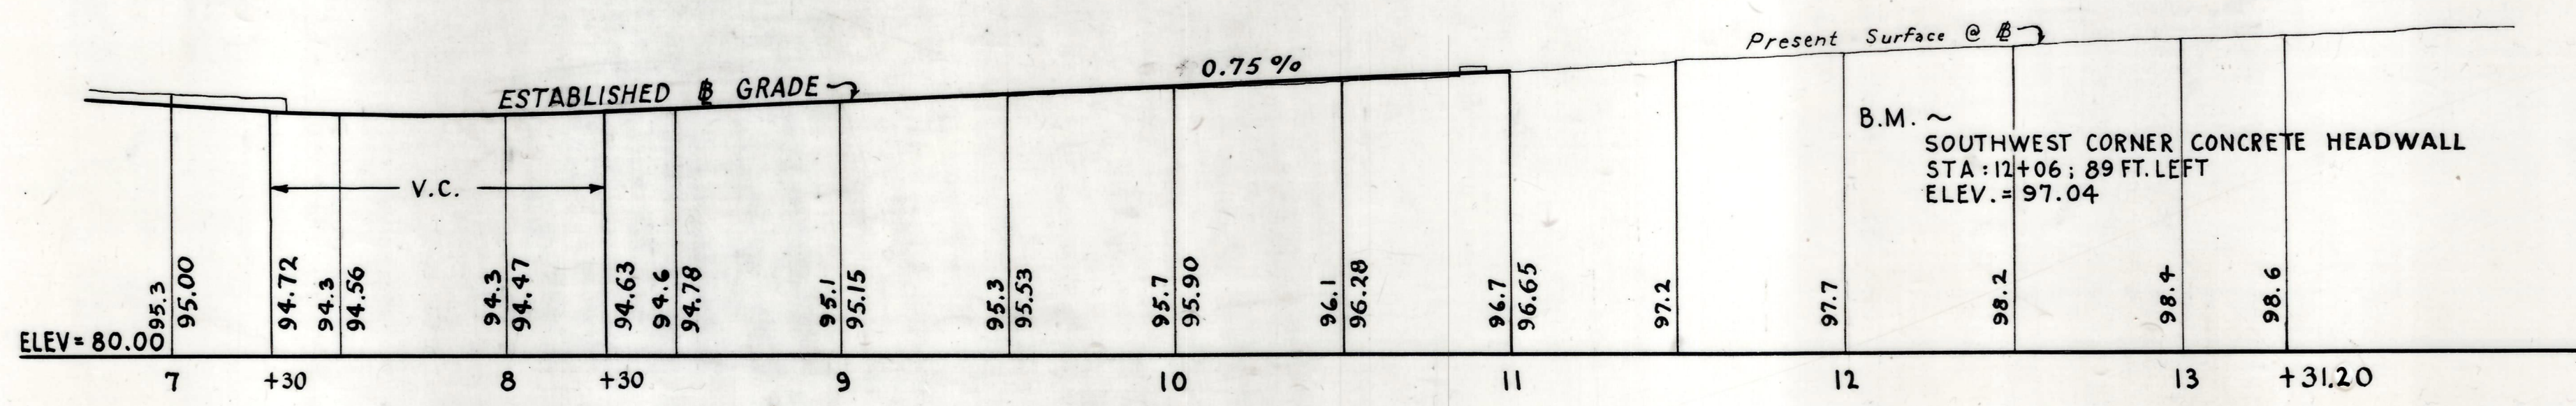 Present Surface @ ⅊
0.75 %
ESTABLISHED ⅊ GRADE
B.M. ~
SOUTHWEST CORNER CONCRETE HEADWALL
STA: 12+06; 89 FT. LEFT
ELEV. = 97.04
V.C.
95.3
95.00
94.72
94.3
94.56
94.3
94.47
94.63
94.6
94.78
95.1
95.15
95.3
95.53
95.7
95.90
96.1
96.28
96.7
96.65
97.2
97.7
98.2
98.4
98.6
ELEV = 80.00
7 +30 8 +30 9 10 11 12 13 +31.20